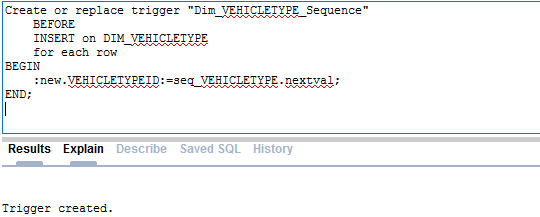 Create or replace trigger "Dim_VEHICLETYPE_Sequence"
BEFORE
INSERT on DIM_VEHICLETYPE
for each row
BEGIN
:new.VEHICLETYPEID:=seq_VEHICLETYPE.nextval;
END;
Results Explain Describe Saved SQL History
Trigger created.